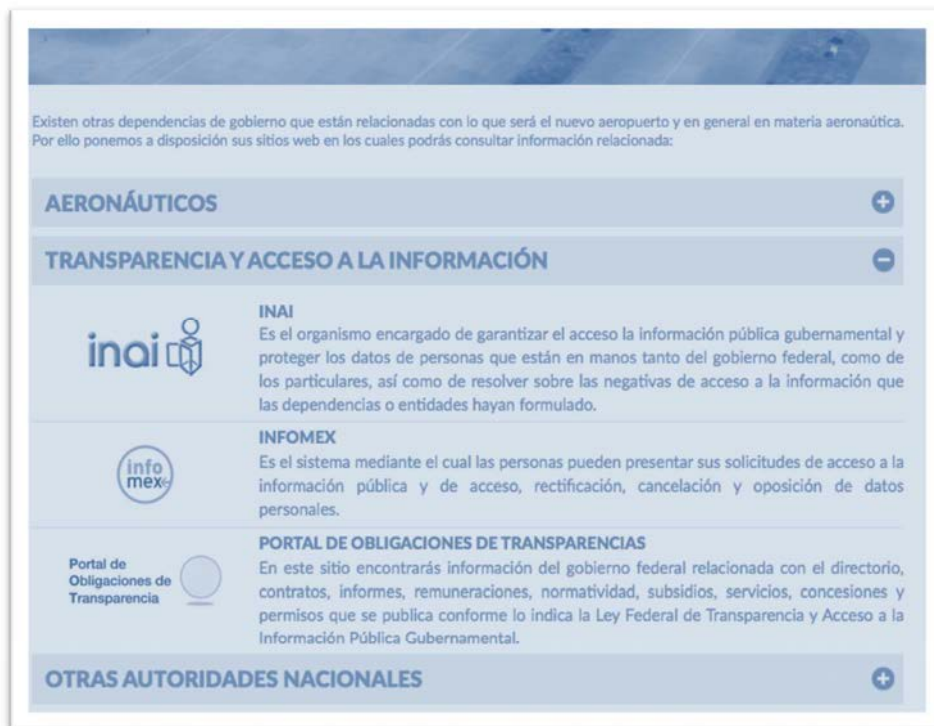 Existen otras dependencias de gobierno que están relacionadas con lo que será el nuevo aeropuerto y en general en materia aeronaútica.
Por ello ponemos a disposición sus sitios web en los cuales podrás consultar información relacionada:
AERONÁUTICOS
TRANSPARENCIA Y ACCESO A LA INFORMACIÓN
inai
INAI
Es el organismo encargado de garantizar el acceso la información pública gubernamental y
proteger los datos de personas que están en manos tanto del gobierno federal, como de
los particulares, así como de resolver sobre las negativas de acceso a la información que
las dependencias o entidades hayan formulado.
info
mex
INFOMEX
Es el sistema mediante el cual las personas pueden presentar sus solicitudes de acceso a la
información pública y de acceso, rectificación, cancelación y oposición de datos
personales.
Portal de
Obligaciones de
Transparencia
PORTAL DE OBLIGACIONES DE TRANSPARENCIAS
En este sitio encontrarás información del gobierno federal relacionada con el directorio,
contratos, informes, remuneraciones, normatividad, subsidios, servicios, concesiones y
permisos que se publica conforme lo indica la Ley Federal de Transparencia y Acceso a la
Información Pública Gubernamental.
OTRAS AUTORIDADES NACIONALES